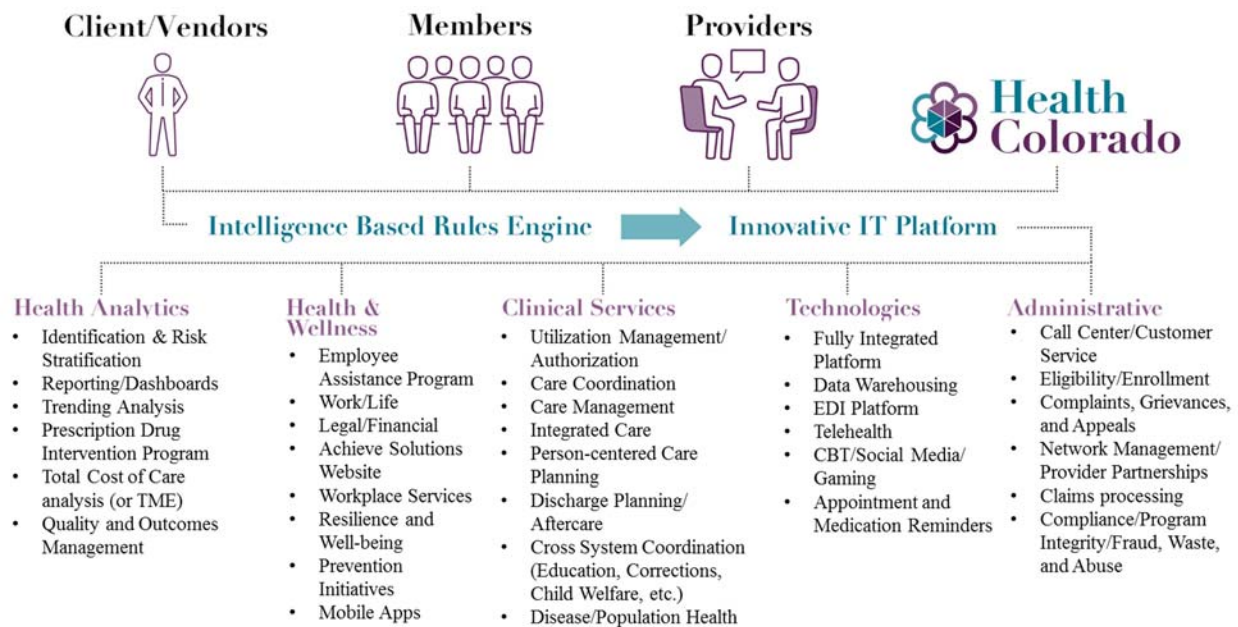 Client/Vendors
Members
Providers
Health
Colorado
Intelligence Based Rules Engine
Innovative IT Platform
Health Analytics
• Identification & Risk
Stratification
• Reporting/Dashboards
• Trending Analysis
• Prescription Drug
Intervention Program
• Total Cost of Care
analysis (or TME)
• Quality and Outcomes
Management
Health &
Wellness
• Employee
Assistance Program
• Work/Life
• Legal/Financial
• Achieve Solutions
Website
• Workplace Services
• Resilience and
Well-being
• Prevention
Initiatives
• Mobile Apps
Clinical Services
• Utilization Management/
Authorization
• Care Coordination
• Care Management
• Integrated Care
• Person-centered Care
Planning
• Discharge Planning/
Aftercare
• Cross System Coordination
(Education, Corrections,
Child Welfare, etc.)
• Disease/Population Health
Technologies
• Fully Integrated
Platform
• Data Warehousing
• EDI Platform
• Telehealth
• CBT/Social Media/
Gaming
• Appointment and
Medication Reminders
Administrative
• Call Center/Customer
Service
• Eligibility/Enrollment
• Complaints, Grievances,
and Appeals
• Network Management/
Provider Partnerships
• Claims processing
• Compliance/Program
Integrity/Fraud, Waste,
and Abuse